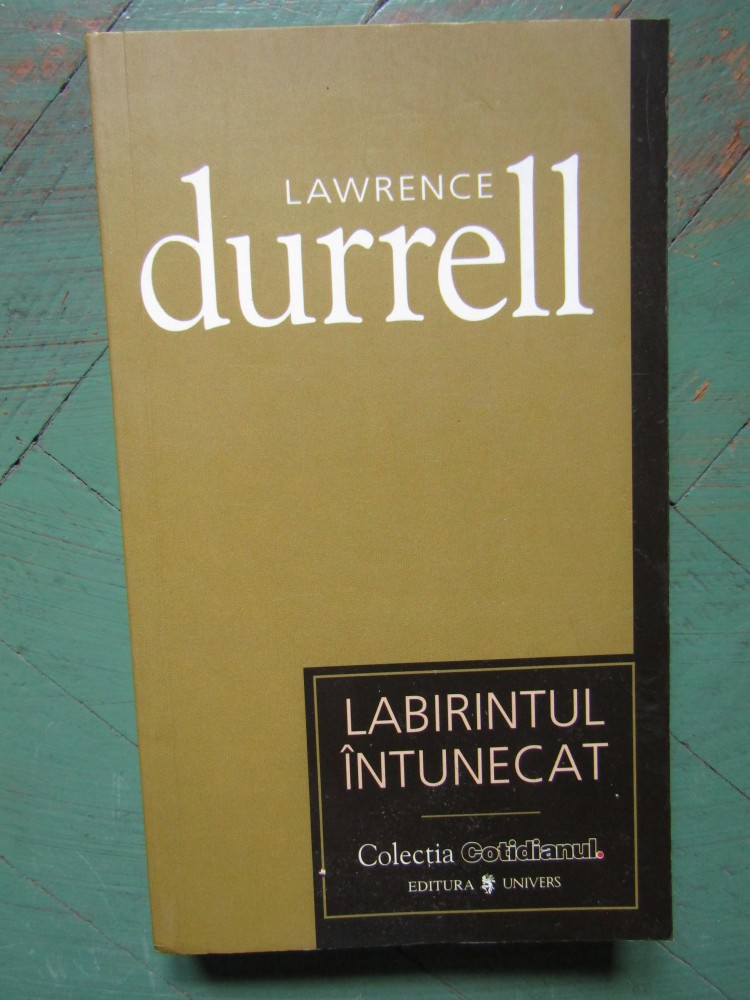 LAWRENCE
durrell
LABIRINTUL
ÎNTUNECAT
Colecția Cotidianul.
EDITURA UNIVERS